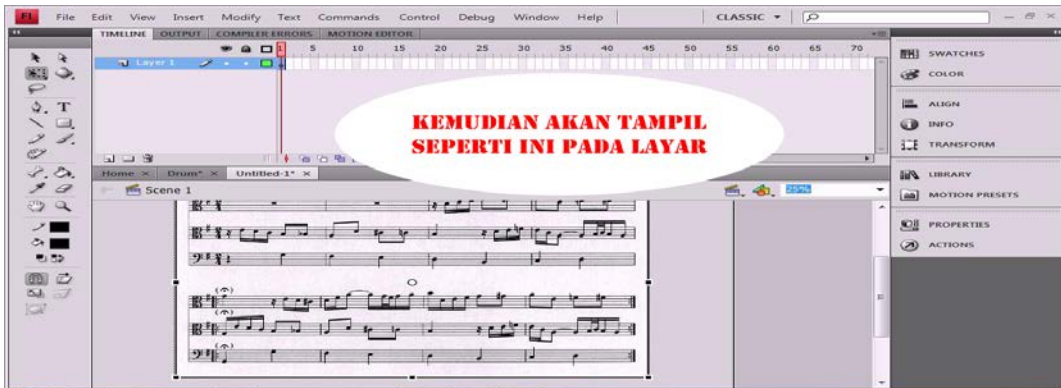 FL File Edit View Insert Modify Text Commands Control Debug Window Help CLASSIC
TIMELINE OUTPUT COMPILER ERRORS MOTION EDITOR
1 5 10 15 20 25 30 35 40 45 50 55 60 65 70
Layer 1
KEMUDIAN AKAN TAMPIL
SEPERTI INI PADA LAYAR
Home Drum* Untitled-1*
Scene 1 25%
SWATCHES
COLOR
ALIGN
INFO
TRANSFORM
LIBRARY
MOTION PRESETS
PROPERTIES
ACTIONS